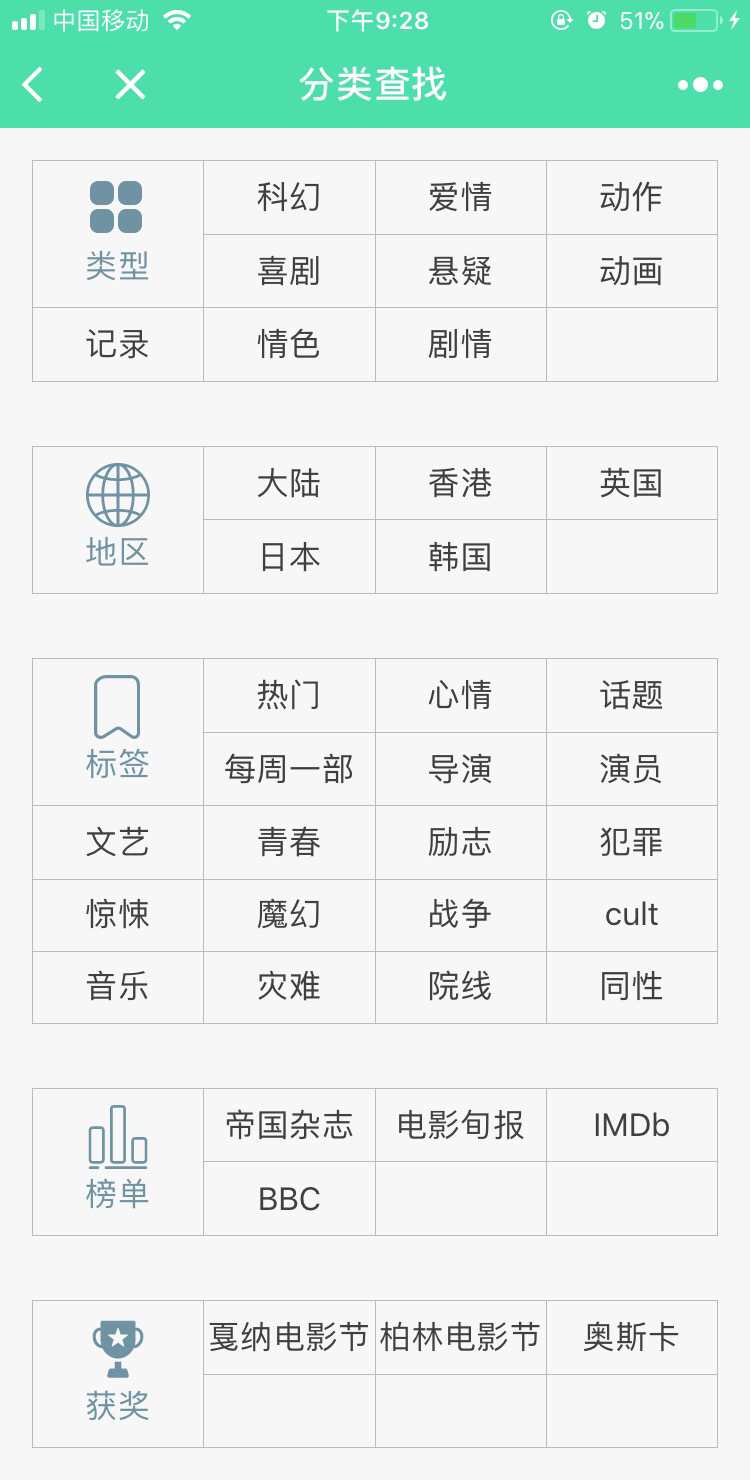 中国移动 下午9:28 51%
分类查找
类型 科幻 爱情 动作
喜剧 悬疑 动画
记录 情色 剧情
地区 大陆 香港 英国
日本 韩国
标签 热门 心情 话题
每周一部 导演 演员
文艺 青春 励志 犯罪
惊悚 魔幻 战争 cult
音乐 灾难 院线 同性
榜单 帝国杂志 电影旬报 IMDb
BBC
获奖 戛纳电影节 柏林电影节 奥斯卡